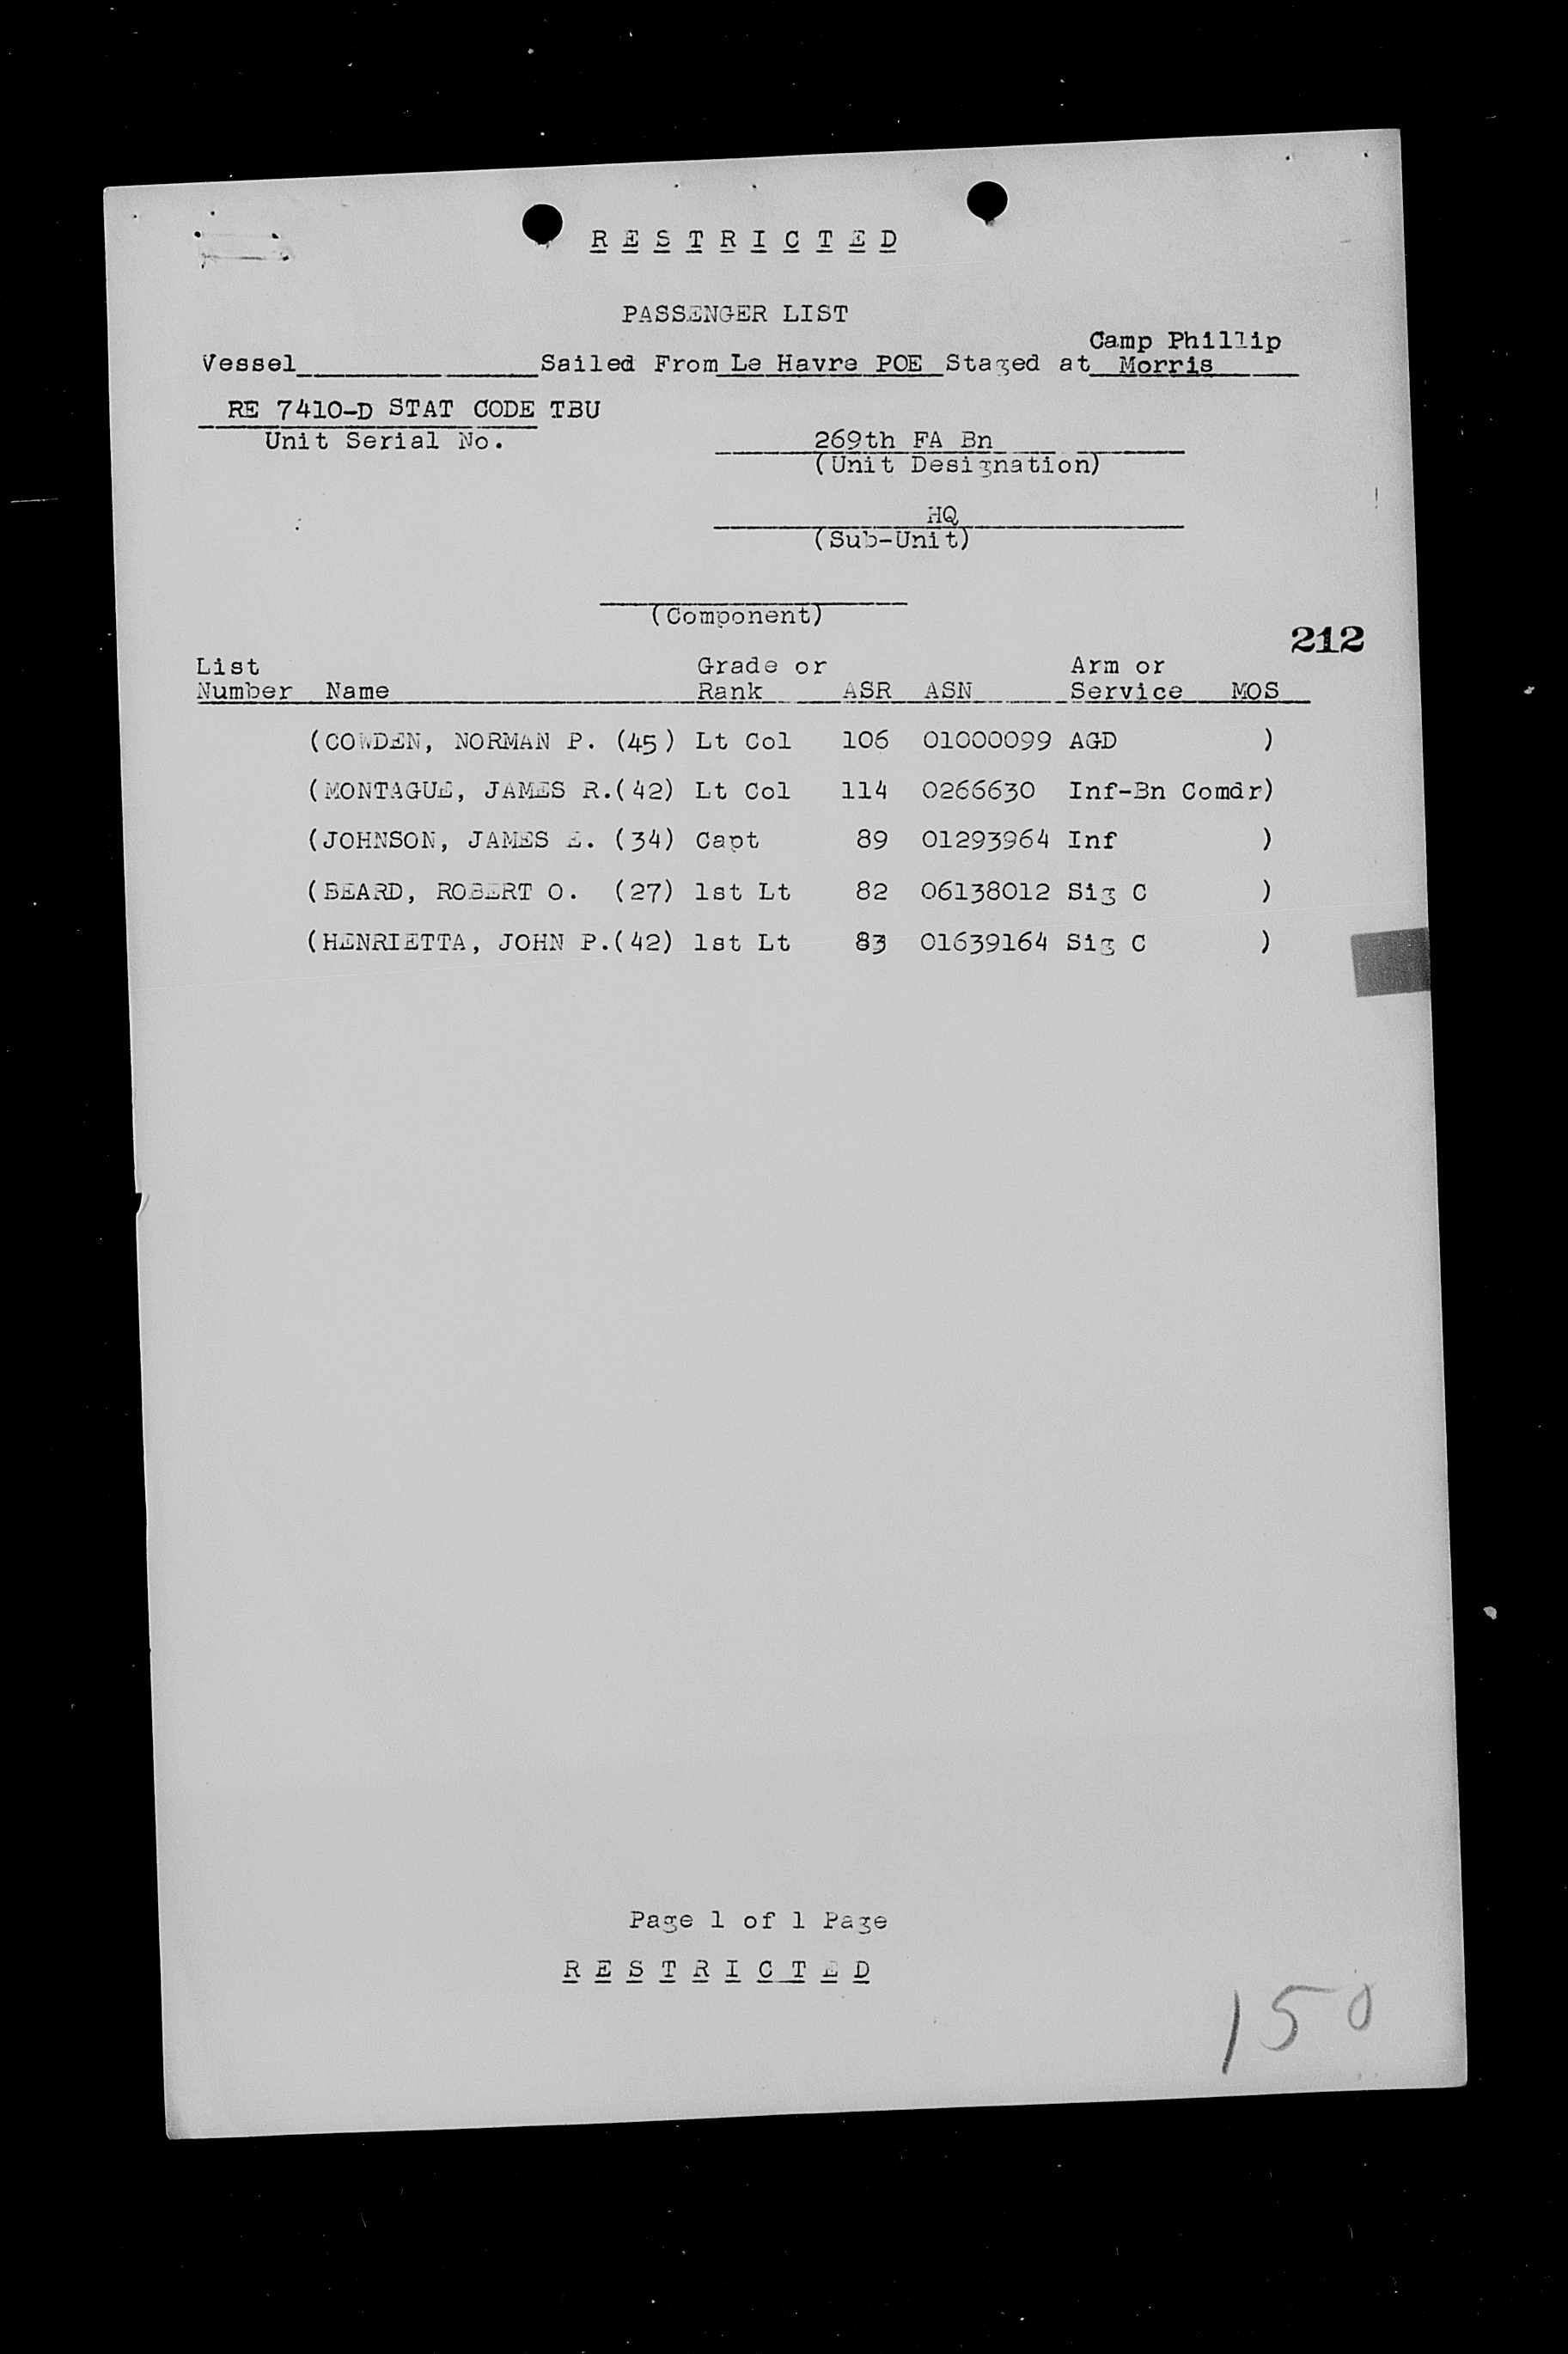 R E S T R I C T E D
PASSENGER LIST
Camp Phillip
Vessel______________Sailed From Le Havre POE Staged at Morris
RE 7410-D STAT CODE TBU
Unit Serial No.
269th FA Bn
(Unit Designation)
HQ
(Sub-Unit)
(Component)
212
List Grade or Arm or
Number Name Rank ASR ASN Service MOS
(COWDEN, NORMAN P. (45) Lt Col 106 01000099 AGD )
(MONTAGUE, JAMES R.(42) Lt Col 114 0266630 Inf-Bn Comdr)
(JOHNSON, JAMES E. (34) Capt 89 01293964 Inf )
(BEARD, ROBERT O. (27) 1st Lt 82 06138012 Sig C )
(HENRIETTA, JOHN P.(42) 1st Lt 83 01639164 Sig C )
Page 1 of 1 Page
R E S T R I C T E D
150